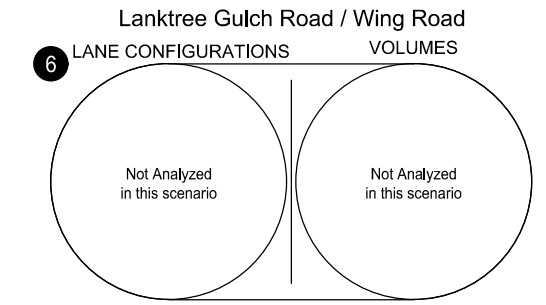 Lanktree Gulch Road / Wing Road
6 LANE CONFIGURATIONS VOLUMES
Not Analyzed
in this scenario
Not Analyzed
in this scenario